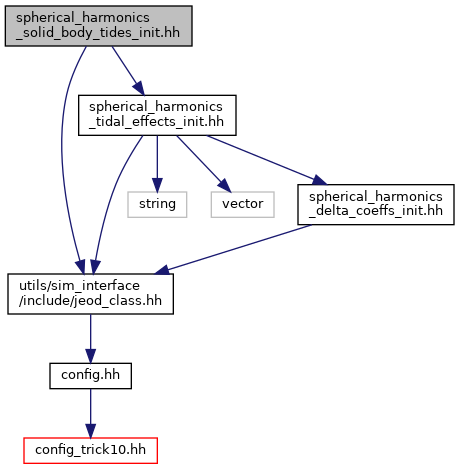 spherical_harmonics
_solid_body_tides_init.hh
spherical_harmonics
_tidal_effects_init.hh
string
vector
spherical_harmonics
_delta_coeffs_init.hh
utils/sim_interface
/include/jeod_class.hh
config.hh
config_trick10.hh